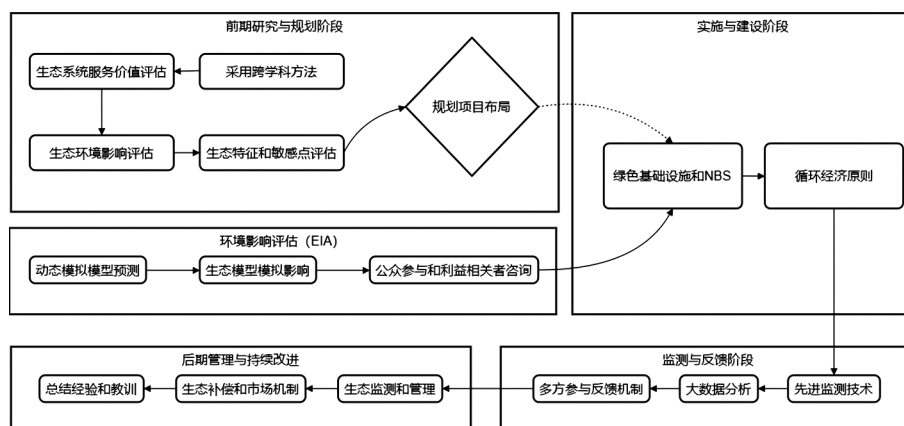 前期研究与规划阶段
生态系统服务价值评估
采用跨学科方法
规划项目布局
生态环境影响评估
生态特征和敏感点评估
实施与建设阶段
绿色基础设施和NBS
循环经济原则
环境影响评估（EIA）
动态模拟模型预测
生态模型模拟影响
公众参与和利益相关者咨询
后期管理与持续改进
总结经验和教训
生态补偿和市场机制
生态监测和管理
监测与反馈阶段
多方参与反馈机制
大数据分析
先进监测技术